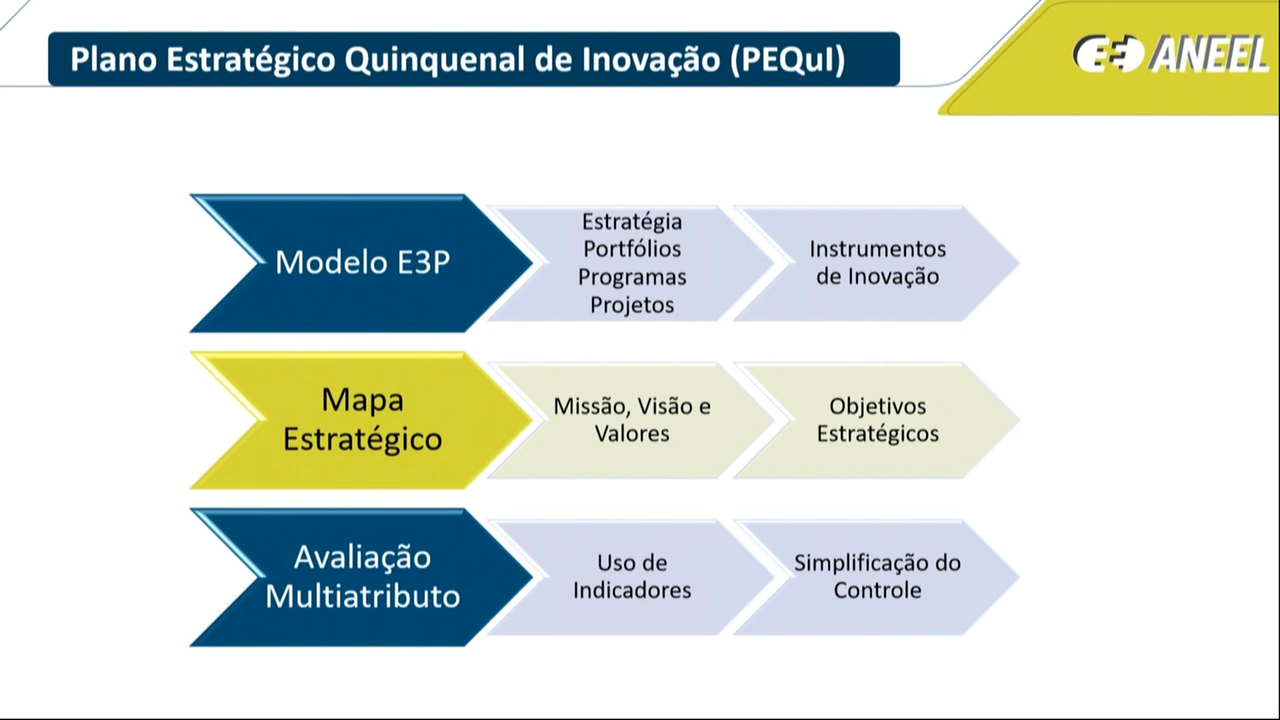 Plano Estratégico Quinquenal de Inovação (PEQuI)
ANEEL
Modelo E3P
Estratégia
Portfólios
Programas
Projetos
Instrumentos
de Inovação
Mapa
Estratégico
Missão, Visão e
Valores
Objetivos
Estratégicos
Avaliação
Multiatributo
Uso de
Indicadores
Simplificação do
Controle